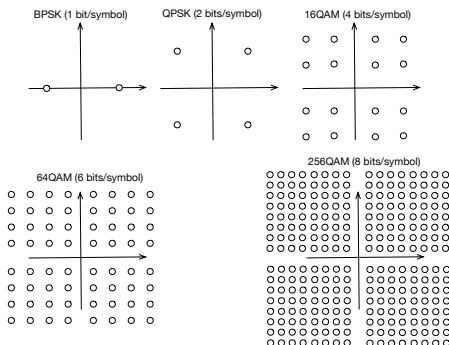 BPSK (1 bit/symbol)
QPSK (2 bits/symbol)
16QAM (4 bits/symbol)
64QAM (6 bits/symbol)
256QAM (8 bits/symbol)